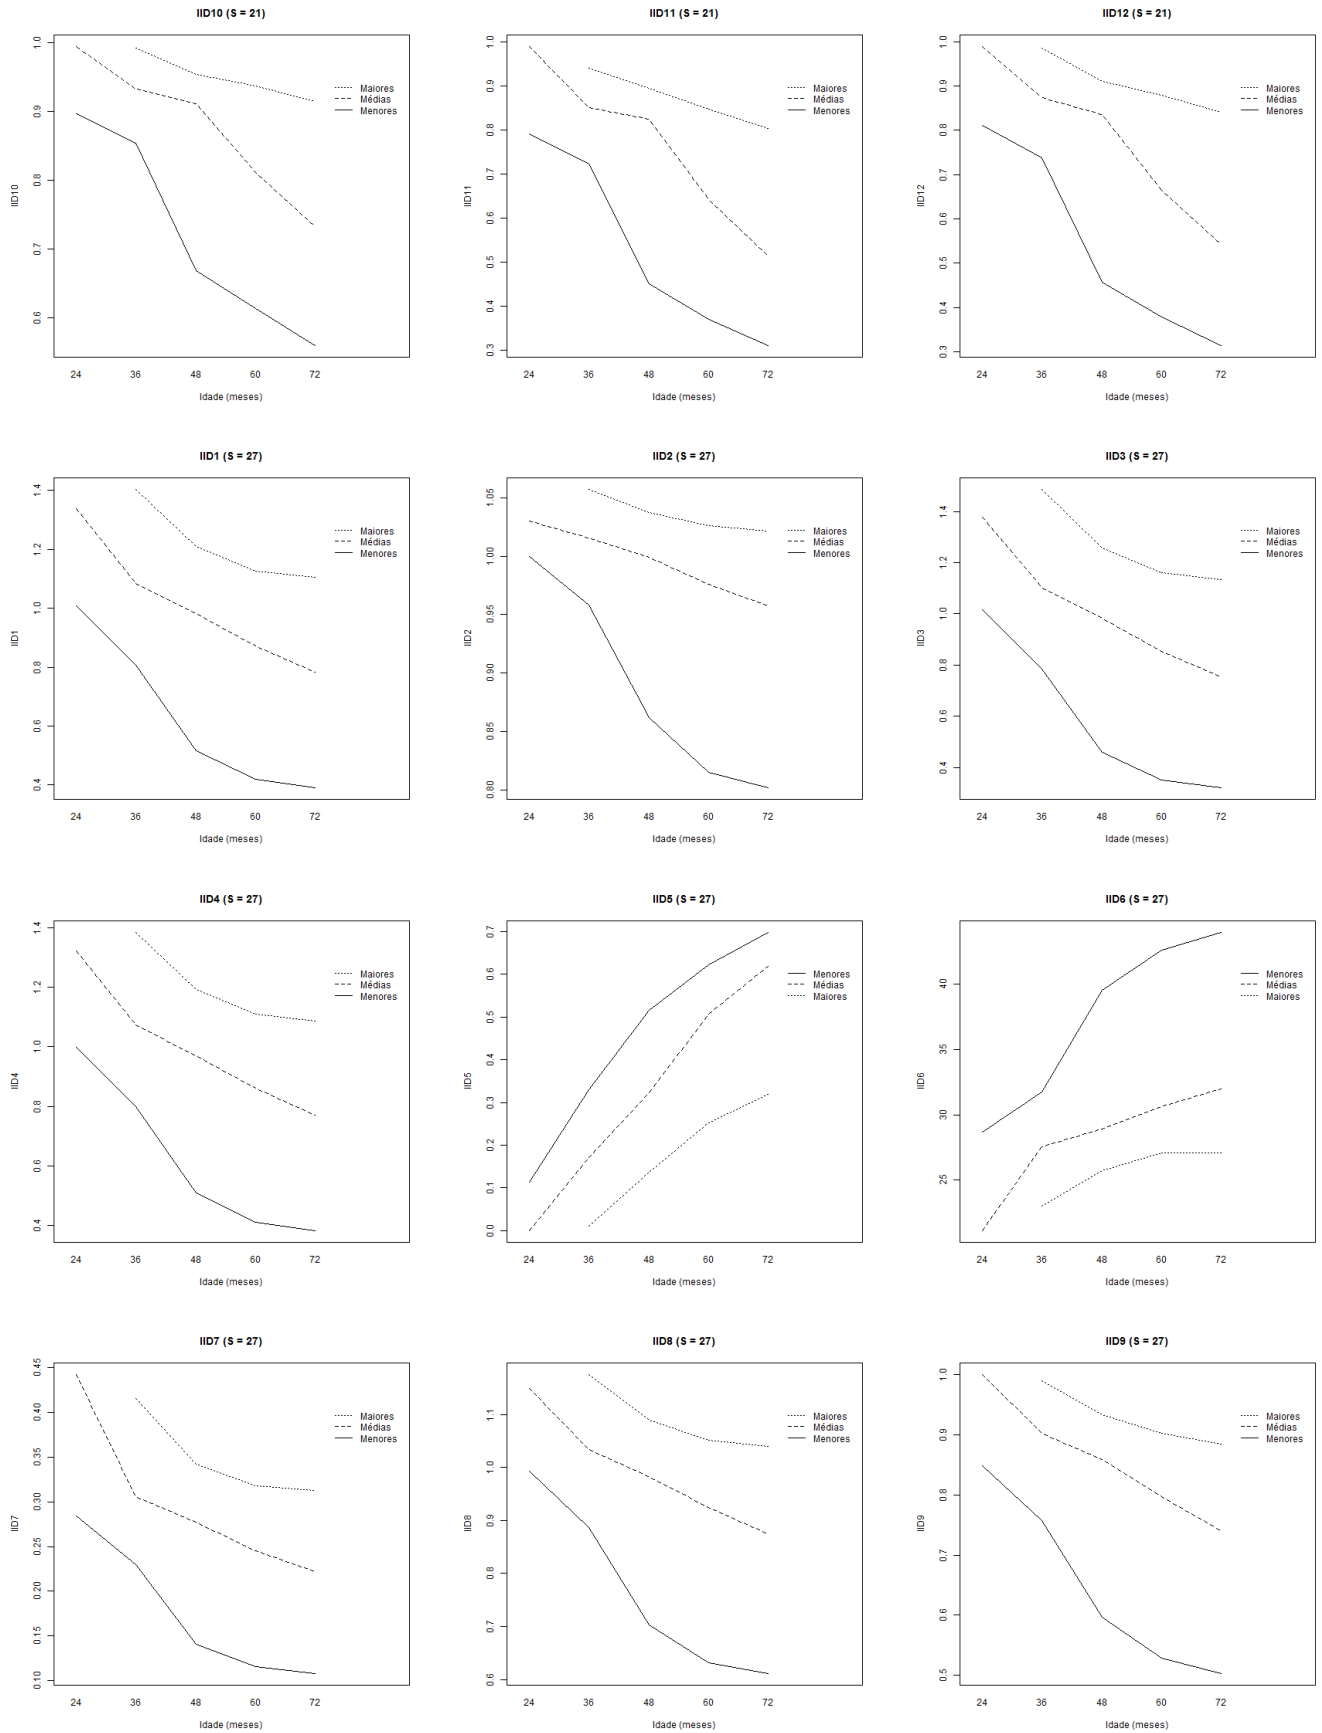 IID10 (S = 21)
IID10
1.0
0.9
0.8
0.7
0.6
Maiores
Médias
Menores
24 36 48 60 72
Idade (meses)
IID11 (S = 21)
IID11
1.0
0.9
0.8
0.7
0.6
0.5
0.4
0.3
Maiores
Médias
Menores
24 36 48 60 72
Idade (meses)
IID12 (S = 21)
IID12
1.0
0.9
0.8
0.7
0.6
0.5
0.4
0.3
Maiores
Médias
Menores
24 36 48 60 72
Idade (meses)
IID1 (S = 27)
IID1
1.4
1.2
1.0
0.8
0.6
0.4
Maiores
Médias
Menores
24 36 48 60 72
Idade (meses)
IID2 (S = 27)
IID2
1.05
1.00
0.95
0.90
0.85
0.80
Maiores
Médias
Menores
24 36 48 60 72
Idade (meses)
IID3 (S = 27)
IID3
1.4
1.2
1.0
0.8
0.6
0.4
Maiores
Médias
Menores
24 36 48 60 72
Idade (meses)
IID4 (S = 27)
IID4
1.4
1.2
1.0
0.8
0.6
0.4
Maiores
Médias
Menores
24 36 48 60 72
Idade (meses)
IID5 (S = 27)
IID5
0.7
0.6
0.5
0.4
0.3
0.2
0.1
0.0
Menores
Médias
Maiores
24 36 48 60 72
Idade (meses)
IID6 (S = 27)
IID6
40
35
30
25
Menores
Médias
Maiores
24 36 48 60 72
Idade (meses)
IID7 (S = 27)
IID7
0.45
0.40
0.35
0.30
0.25
0.20
0.15
0.10
Maiores
Médias
Menores
24 36 48 60 72
Idade (meses)
IID8 (S = 27)
IID8
1.1
1.0
0.9
0.8
0.7
0.6
Maiores
Médias
Menores
24 36 48 60 72
Idade (meses)
IID9 (S = 27)
IID9
1.0
0.9
0.8
0.7
0.6
0.5
Maiores
Médias
Menores
24 36 48 60 72
Idade (meses)